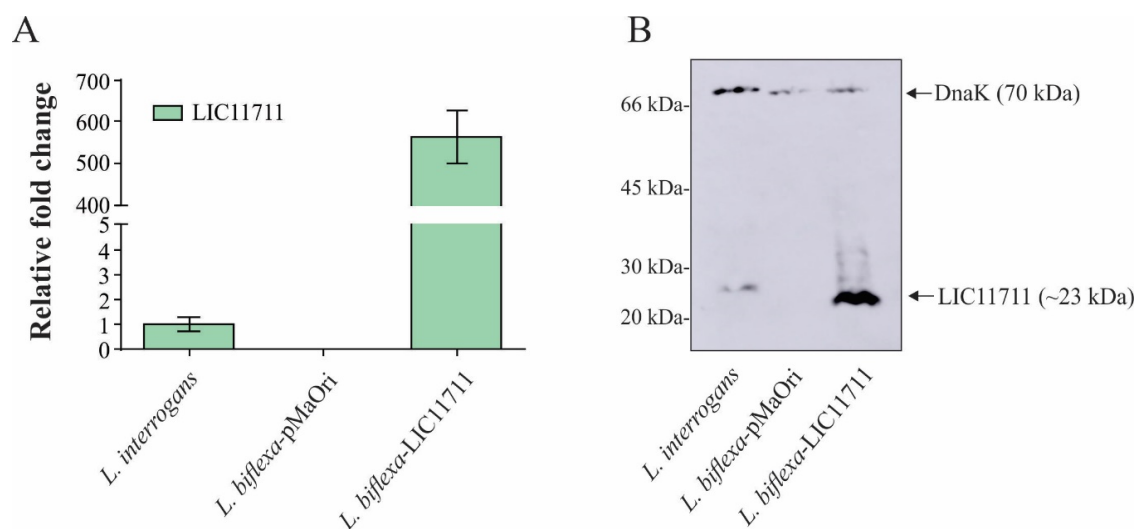 A
Relative fold change
700
600
500
400
5
4
3
2
1
0
LIC11711
L. interrogans
L. biflexa-pMaOri
L. biflexa-LIC11711
B
66 kDa-
45 kDa-
30 kDa-
20 kDa-
DnaK (70 kDa)
LIC11711 (~23 kDa)
L. interrogans
L. biflexa-pMaOri
L. biflexa-LIC11711